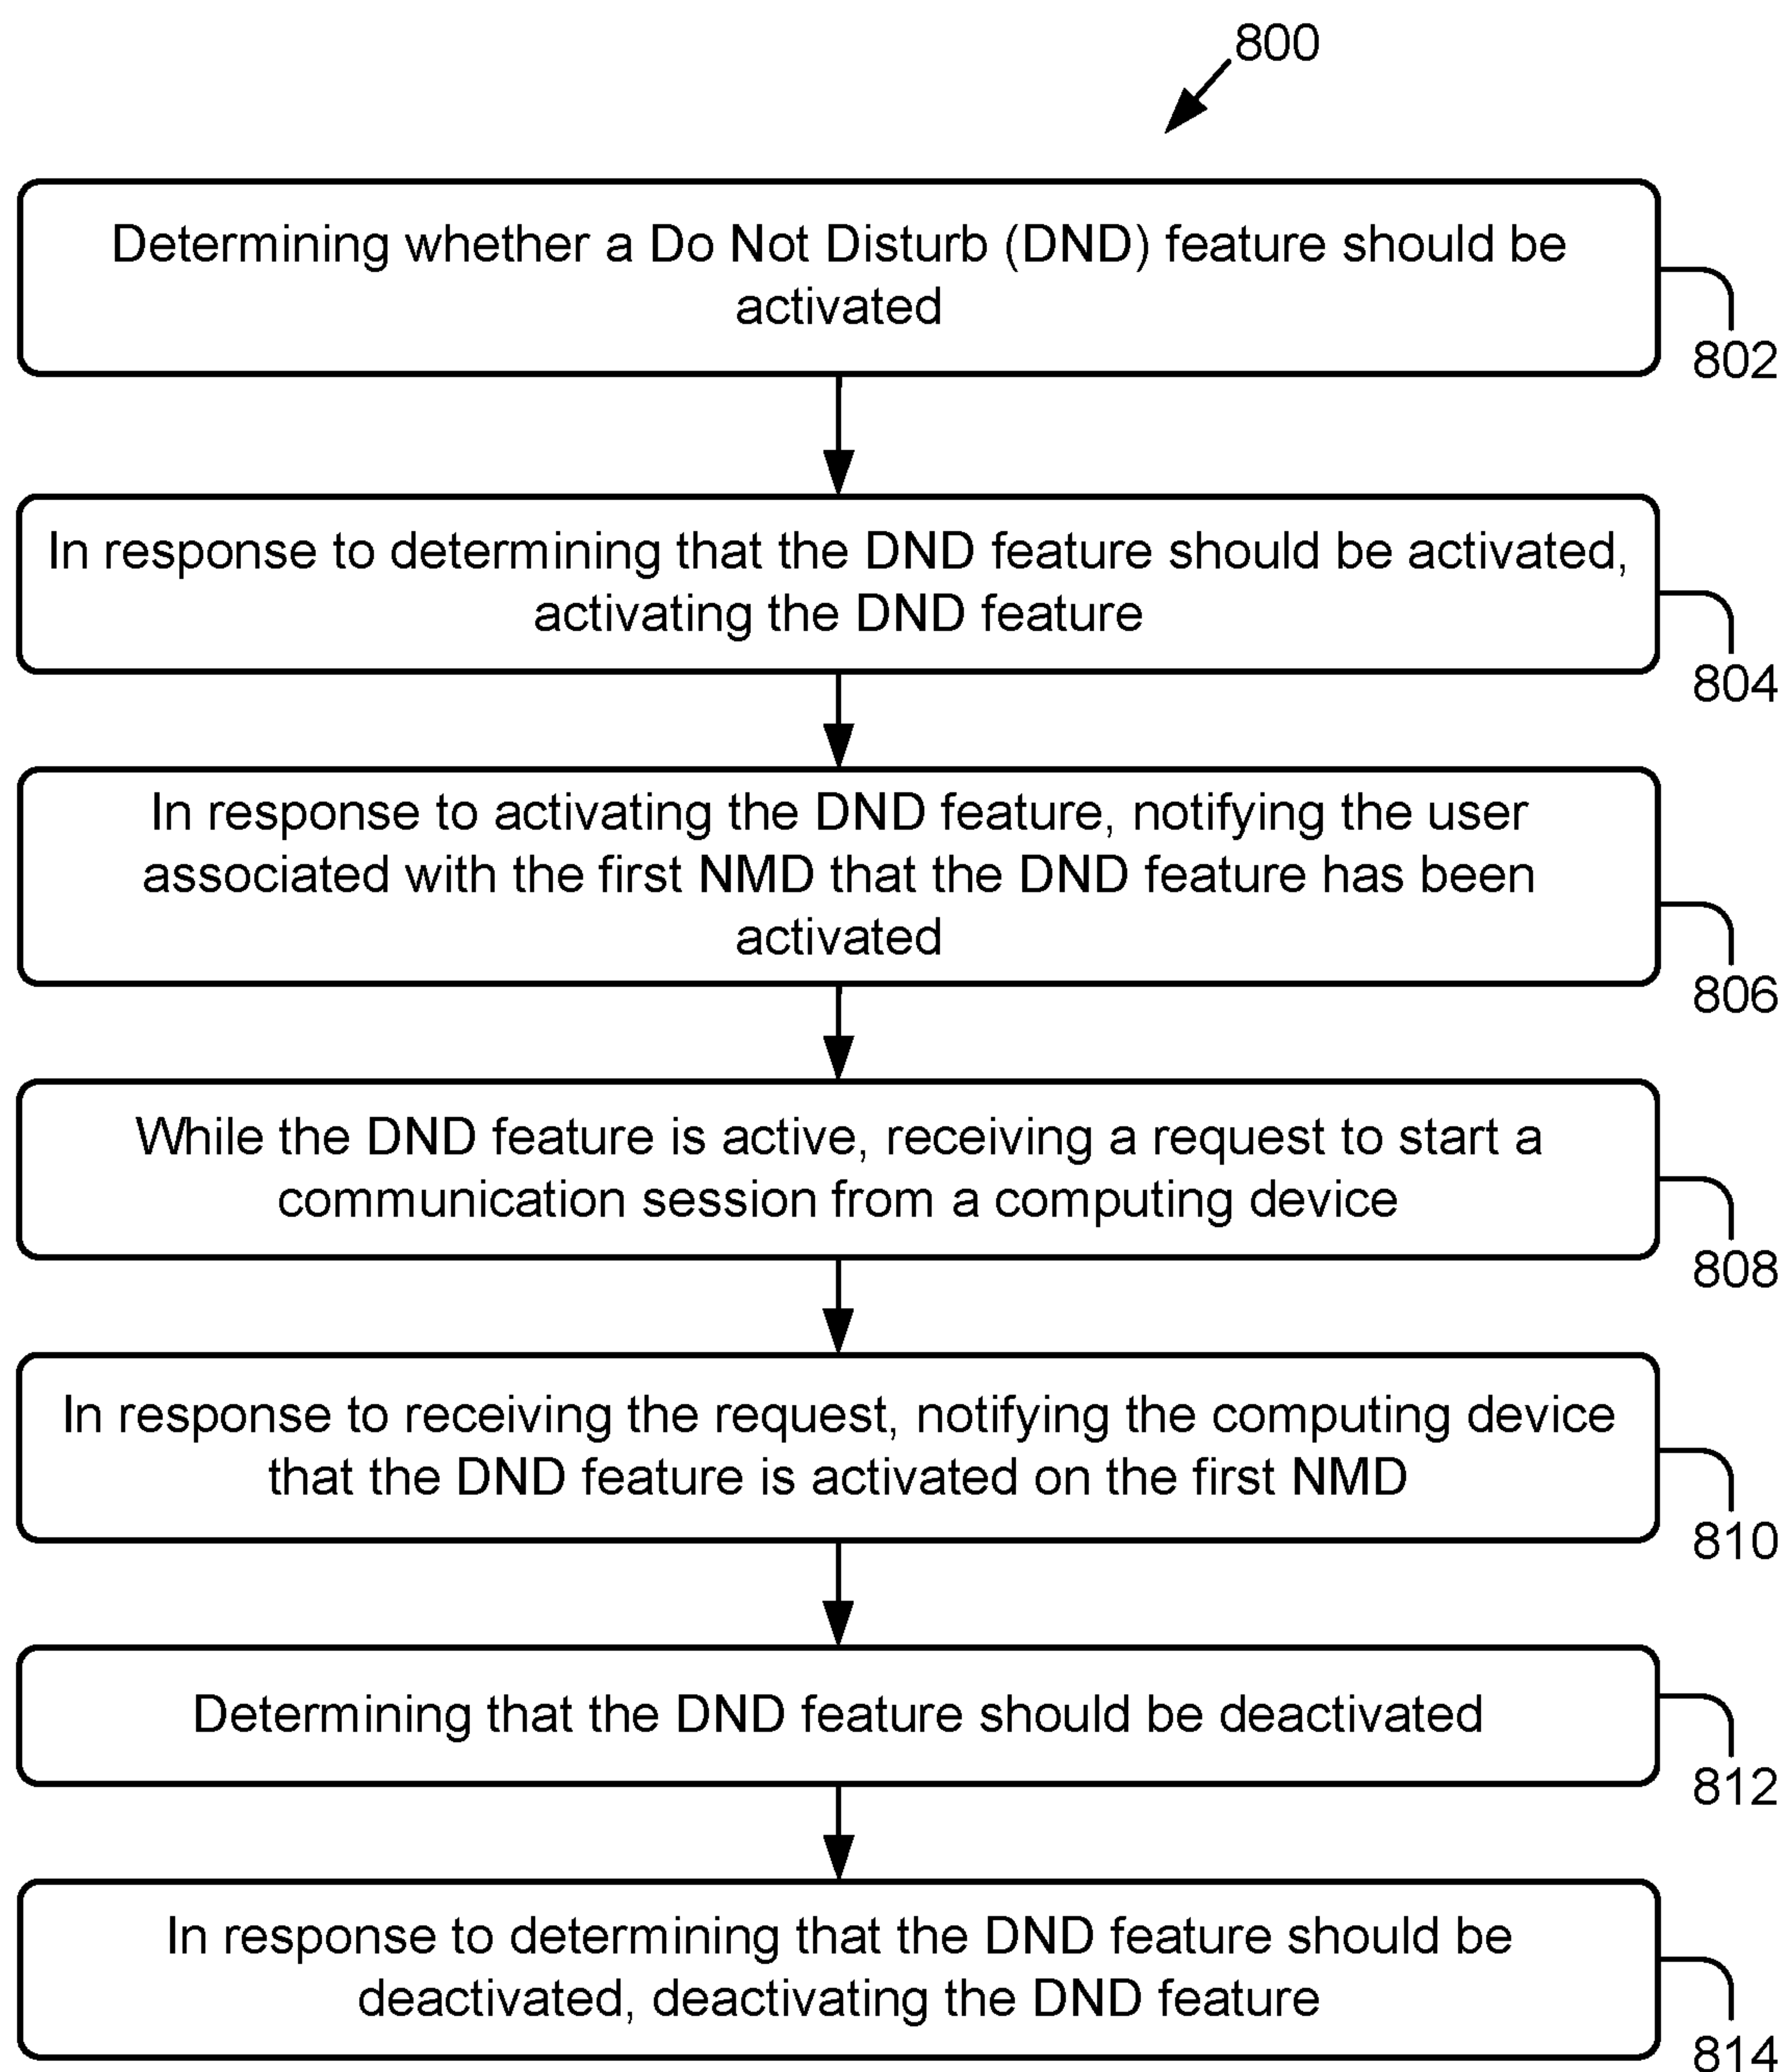 800
Determining whether a Do Not Disturb (DND) feature should be
activated
802
In response to determining that the DND feature should be activated,
activating the DND feature
804
In response to activating the DND feature, notifying the user
associated with the first NMD that the DND feature has been
activated
806
While the DND feature is active, receiving a request to start a
communication session from a computing device
808
In response to receiving the request, notifying the computing device
that the DND feature is activated on the first NMD
810
Determining that the DND feature should be deactivated
812
In response to determining that the DND feature should be
deactivated, deactivating the DND feature
814